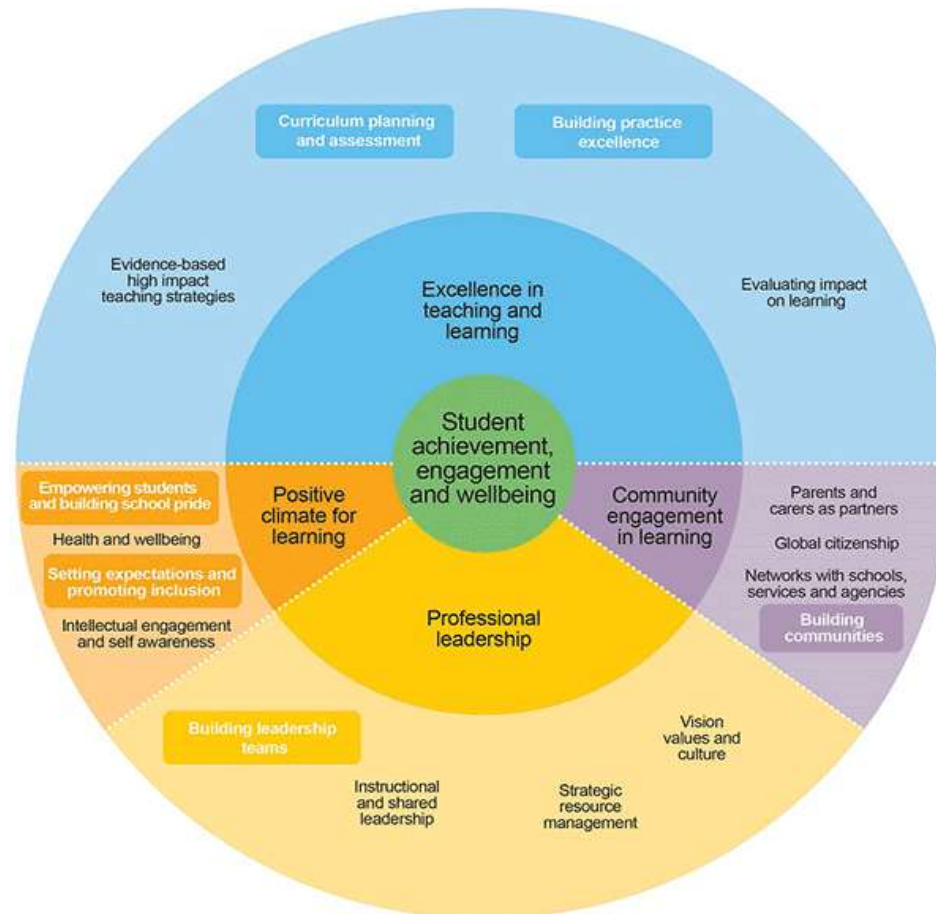 Curriculum planning
and assessment
Building practice
excellence
Evidence-based
high impact
teaching strategies
Excellence in
teaching and
learning
Evaluating impact
on learning
Student
achievement,
engagement
and wellbeing
Empowering students
and building school pride
Health and wellbeing
Setting expectations and
promoting inclusion
Intellectual engagement
and self awareness
Positive
climate for
learning
Community
engagement
in learning
Parents and
carers as partners
Global citizenship
Networks with schools,
services and agencies
Building
communities
Professional
leadership
Building leadership
teams
Instructional
and shared
leadership
Strategic
resource
management
Vision
values and
culture